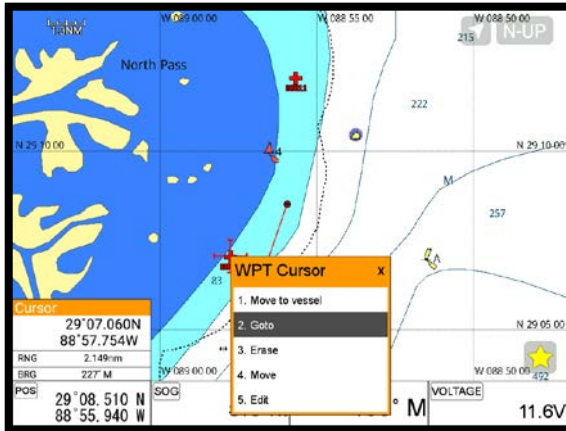 W 089 00 00
W 088 55
W 088 50 00
215
N-UP
North Pass
222
N 29 10 00
N 29 10 00
4
M
257
A
83
WPT Cursor
x
1. Move to vessel
2. Goto
3. Erase
4. Move
5. Edit
Cursor
29°07.060N
88°57.754W
RNG
2.149nm
BRG
227° M
N 29 05 00
W 089 00 00
W 088 50 00
492
POS
29°08.510 N
88°55.940 W
SOG
° M
VOLTAGE
11.6V